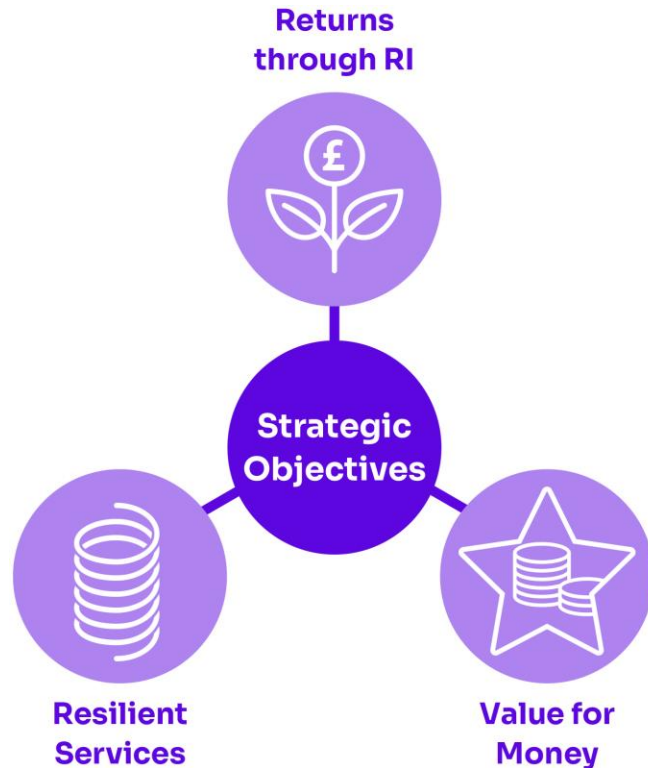 Returns
through RI
£
Strategic
Objectives
Resilient
Services
Value for
Money